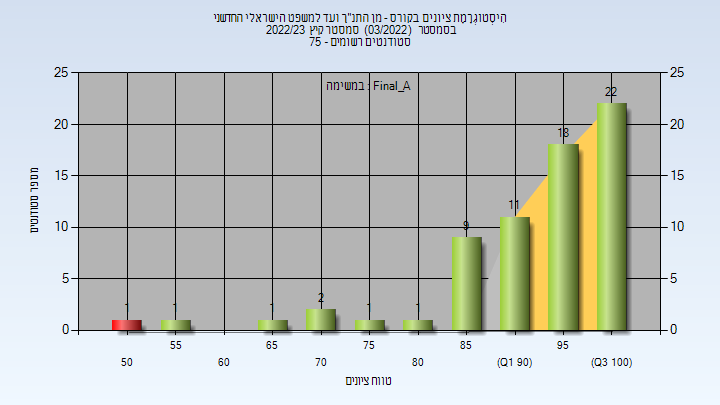 הִיסְטוֹגְרָמַת ציונים בקורס - מן התנ"ך ועד למשפט הישראלי החדשני
בסמסטר (03/2022) סמסטר קיץ 2022/23
סטודנטים רשומים - 75
במשימה : Final_A
25 25
20 20
15 15
10 10
5 5
0 0
מספר סטודנטים
1 1 1 2 1 1 9 11 18 22
55 65 75 85 95
50 60 70 80 (Q1 90) (Q3 100)
טווח ציונים